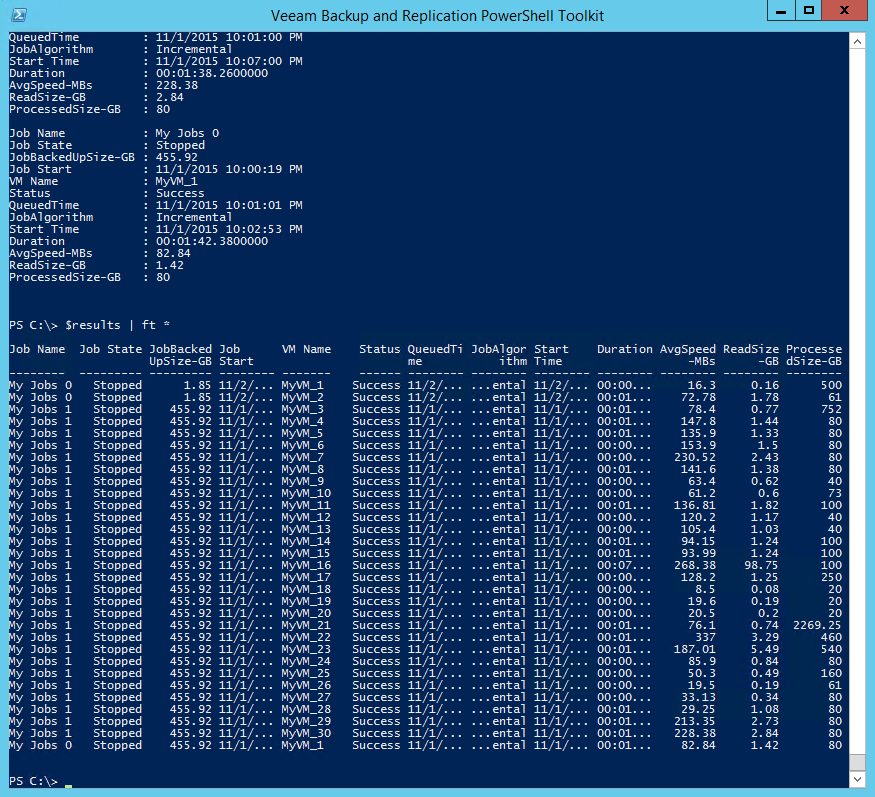 Veeam Backup and Replication PowerShell Toolkit
QueuedTime : 11/1/2015 10:01:00 PM
JobAlgorithm : Incremental
Start Time : 11/1/2015 10:07:00 PM
Duration : 00:01:38.2600000
AvgSpeed-MBs : 228.38
ReadSize-GB : 2.84
ProcessedSize-GB : 80
Job Name : My Jobs 0
Job State : Stopped
JobBackedUpSize-GB : 455.92
Job Start : 11/1/2015 10:00:19 PM
VM Name : MyVM_1
Status : Success
QueuedTime : 11/1/2015 10:01:01 PM
JobAlgorithm : Incremental
Start Time : 11/1/2015 10:02:53 PM
Duration : 00:01:42.3800000
AvgSpeed-MBs : 82.84
ReadSize-GB : 1.42
ProcessedSize-GB : 80
PS C:\> $results | ft *
Job Name Job State JobBacked Job VM Name Status QueuedTi JobAlgor Start Duration AvgSpeed ReadSize Processe
UpSize-GB Start me ithm Time -MBs -GB dSize-GB
-------- --------- --------- ----- ------- ------ -------- -------- ----- -------- -------- -------- --------
My Jobs 0 Stopped 1.85 11/2/... MyVM_1 Success 11/2/... ...ental 11/2/... 00:00... 16.3 0.16 500
My Jobs 0 Stopped 1.85 11/2/... MyVM_2 Success 11/2/... ...ental 11/2/... 00:01... 72.78 1.78 61
My Jobs 1 Stopped 455.92 11/1/... MyVM_3 Success 11/1/... ...ental 11/1/... 00:01... 78.4 0.77 752
My Jobs 1 Stopped 455.92 11/1/... MyVM_4 Success 11/1/... ...ental 11/1/... 00:01... 147.8 1.44 80
My Jobs 1 Stopped 455.92 11/1/... MyVM_5 Success 11/1/... ...ental 11/1/... 00:01... 135.9 1.33 80
My Jobs 1 Stopped 455.92 11/1/... MyVM_6 Success 11/1/... ...ental 11/1/... 00:00... 153.9 1.5 80
My Jobs 1 Stopped 455.92 11/1/... MyVM_7 Success 11/1/... ...ental 11/1/... 00:00... 230.52 2.43 80
My Jobs 1 Stopped 455.92 11/1/... MyVM_8 Success 11/1/... ...ental 11/1/... 00:01... 141.6 1.38 80
My Jobs 1 Stopped 455.92 11/1/... MyVM_9 Success 11/1/... ...ental 11/1/... 00:00... 63.4 0.62 40
My Jobs 1 Stopped 455.92 11/1/... MyVM_10 Success 11/1/... ...ental 11/1/... 00:00... 61.2 0.6 73
My Jobs 1 Stopped 455.92 11/1/... MyVM_11 Success 11/1/... ...ental 11/1/... 00:01... 136.81 1.82 100
My Jobs 1 Stopped 455.92 11/1/... MyVM_12 Success 11/1/... ...ental 11/1/... 00:00... 120.2 1.17 40
My Jobs 1 Stopped 455.92 11/1/... MyVM_13 Success 11/1/... ...ental 11/1/... 00:00... 105.4 1.03 40
My Jobs 1 Stopped 455.92 11/1/... MyVM_14 Success 11/1/... ...ental 11/1/... 00:01... 94.15 1.24 100
My Jobs 1 Stopped 455.92 11/1/... MyVM_15 Success 11/1/... ...ental 11/1/... 00:01... 93.99 1.24 100
My Jobs 1 Stopped 455.92 11/1/... MyVM_16 Success 11/1/... ...ental 11/1/... 00:07... 268.38 98.75 100
My Jobs 1 Stopped 455.92 11/1/... MyVM_17 Success 11/1/... ...ental 11/1/... 00:01... 128.2 1.25 250
My Jobs 1 Stopped 455.92 11/1/... MyVM_18 Success 11/1/... ...ental 11/1/... 00:00... 8.5 0.08 20
My Jobs 1 Stopped 455.92 11/1/... MyVM_19 Success 11/1/... ...ental 11/1/... 00:00... 19.6 0.19 20
My Jobs 1 Stopped 455.92 11/1/... MyVM_20 Success 11/1/... ...ental 11/1/... 00:00... 20.5 0.2 20
My Jobs 1 Stopped 455.92 11/1/... MyVM_21 Success 11/1/... ...ental 11/1/... 00:01... 76.1 0.74 2269.25
My Jobs 1 Stopped 455.92 11/1/... MyVM_22 Success 11/1/... ...ental 11/1/... 00:01... 337 3.29 460
My Jobs 1 Stopped 455.92 11/1/... MyVM_23 Success 11/1/... ...ental 11/1/... 00:01... 187.01 5.49 540
My Jobs 1 Stopped 455.92 11/1/... MyVM_24 Success 11/1/... ...ental 11/1/... 00:00... 85.9 0.84 80
My Jobs 1 Stopped 455.92 11/1/... MyVM_25 Success 11/1/... ...ental 11/1/... 00:01... 50.3 0.49 160
My Jobs 1 Stopped 455.92 11/1/... MyVM_26 Success 11/1/... ...ental 11/1/... 00:00... 19.5 0.19 61
My Jobs 1 Stopped 455.92 11/1/... MyVM_27 Success 11/1/... ...ental 11/1/... 00:01... 33.13 0.34 80
My Jobs 1 Stopped 455.92 11/1/... MyVM_28 Success 11/1/... ...ental 11/1/... 00:01... 29.25 1.08 80
My Jobs 1 Stopped 455.92 11/1/... MyVM_29 Success 11/1/... ...ental 11/1/... 00:01... 213.35 2.73 80
My Jobs 1 Stopped 455.92 11/1/... MyVM_30 Success 11/1/... ...ental 11/1/... 00:01... 228.38 2.84 80
My Jobs 0 Stopped 455.92 11/1/... MyVM_1 Success 11/1/... ...ental 11/1/... 00:01... 82.84 1.42 80
PS C:\> _